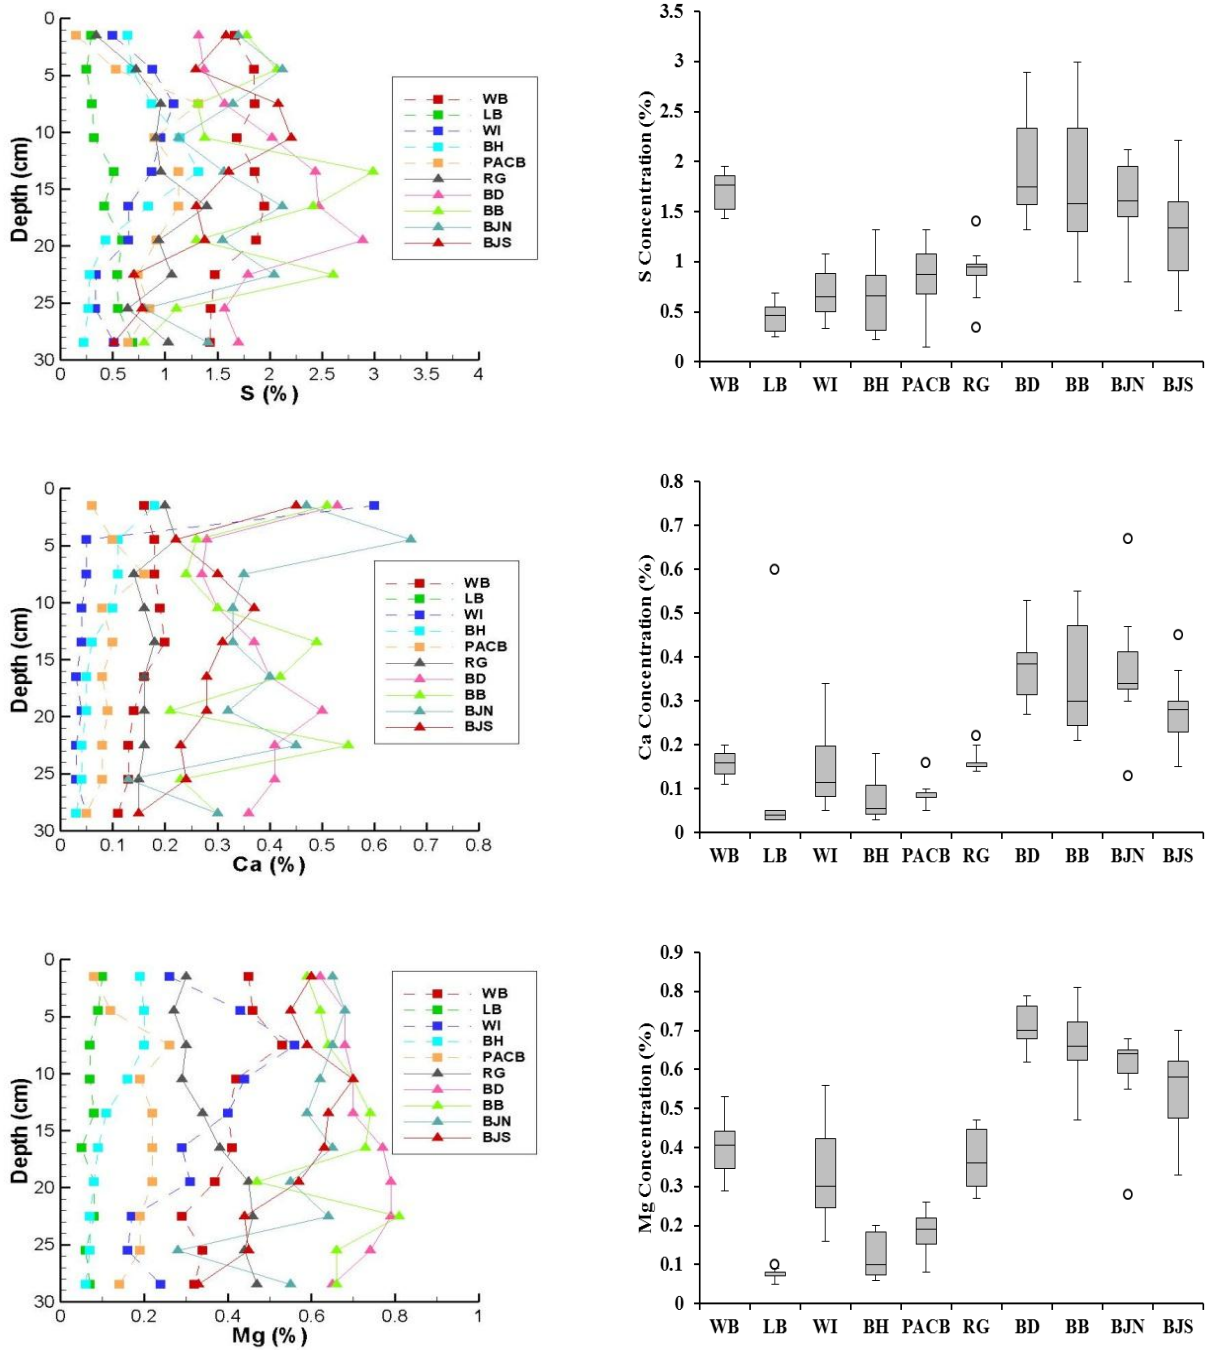 0
5
10
15
20
25
30
Depth (cm)
0 0.5 1 1.5 2 2.5 3 3.5 4
S (%)
WB
LB
WI
BH
PACB
RG
BD
BB
BJN
BJS
3.5
3
2.5
2
1.5
1
0.5
0
S Concentration (%)
WB LB WI BH PACB RG BD BB BJN BJS
0
5
10
15
20
25
30
Depth (cm)
0 0.1 0.2 0.3 0.4 0.5 0.6 0.7 0.8
Ca (%)
WB
LB
WI
BH
PACB
RG
BD
BB
BJN
BJS
0.8
0.7
0.6
0.5
0.4
0.3
0.2
0.1
0
Ca Concentration (%)
WB LB WI BH PACB RG BD BB BJN BJS
0
5
10
15
20
25
30
Depth (cm)
0 0.2 0.4 0.6 0.8 1
Mg (%)
WB
LB
WI
BH
PACB
RG
BD
BB
BJN
BJS
0.9
0.8
0.7
0.6
0.5
0.4
0.3
0.2
0.1
0
Mg Concentration (%)
WB LB WI BH PACB RG BD BB BJN BJS